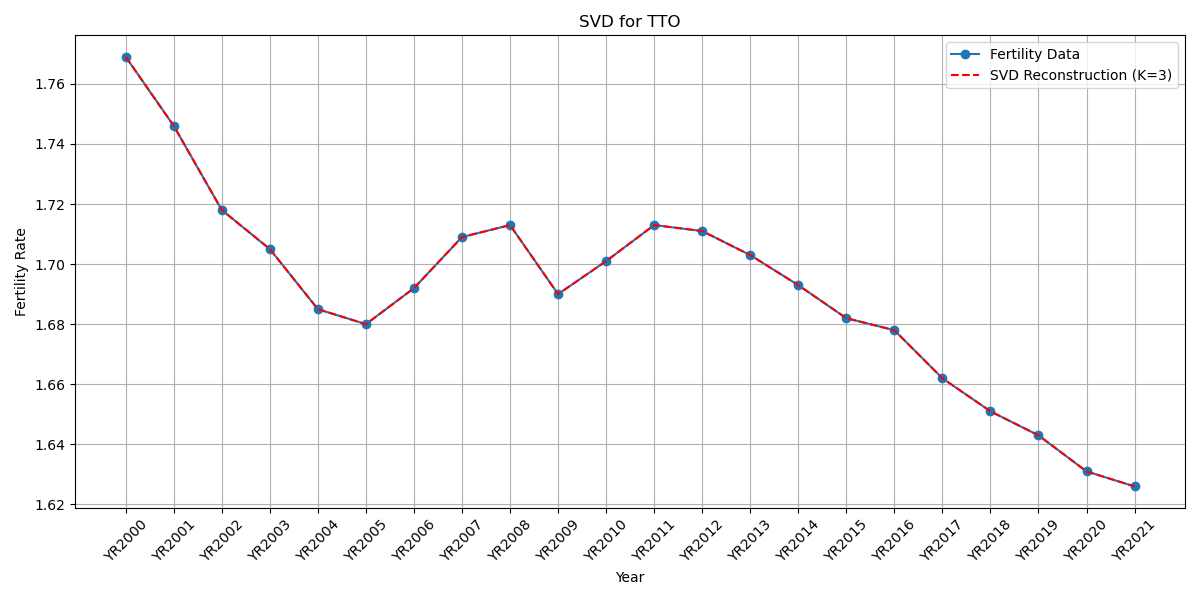 SVD for TTO
Fertility Data
SVD Reconstruction (K=3)
Fertility Rate
1.76
1.74
1.72
1.70
1.68
1.66
1.64
1.62
YR2000
YR2001
YR2002
YR2003
YR2004
YR2005
YR2006
YR2007
YR2008
YR2009
YR2010
YR2011
YR2012
YR2013
YR2014
YR2015
YR2016
YR2017
YR2018
YR2019
YR2020
YR2021
Year